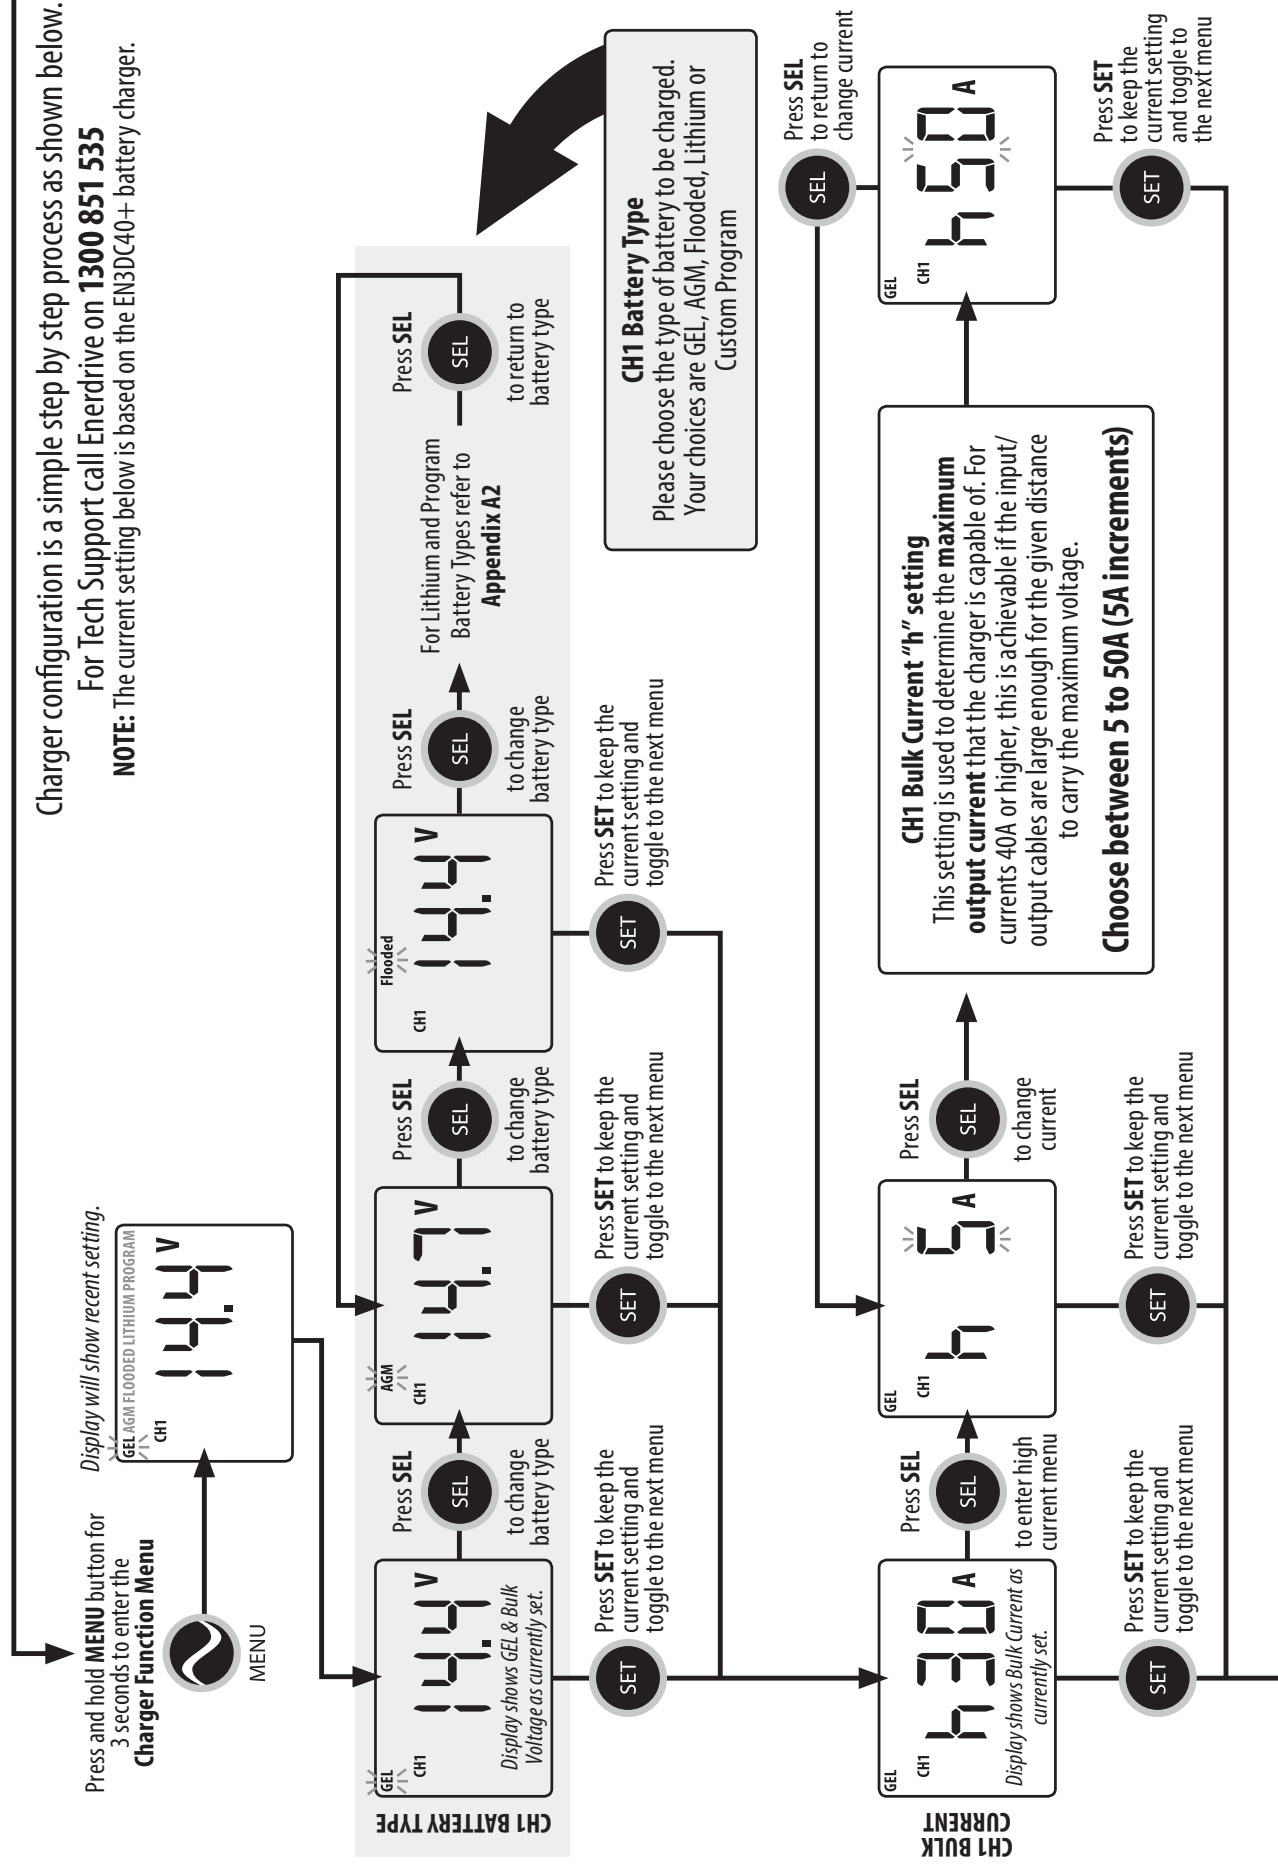 Charger configuration is a simple step by step process as shown below.
For Tech Support call Enerdrive on 1300 851 535
NOTE: The current setting below is based on the EN3DC40+ battery charger.
Press and hold MENU button for
3 seconds to enter the
Charger Function Menu
MENU
Display will show recent setting.
GEL AGM FLOODED LITHIUM PROGRAM
CH1
14.4 V
CH1 BATTERY TYPE
GEL
CH1
14.4 V
Display shows GEL & Bulk
Voltage as currently set.
Press SEL
SEL
to change
battery type
AGM
CH1
14.7 V
Press SEL
SEL
to change
battery type
Flooded
CH1
14.4 V
Press SEL
SEL
to change
battery type
For Lithium and Program
Battery Types refer to
Appendix A2
Press SEL
SEL
to return to
battery type
SET
Press SET to keep the
current setting and
toggle to the next menu
SET
Press SET to keep the
current setting and
toggle to the next menu
SET
Press SET to keep the
current setting and
toggle to the next menu
CH1 Battery Type
Please choose the type of battery to be charged.
Your choices are GEL, AGM, Flooded, Lithium or
Custom Program
CH1 BULK
CURRENT
GEL
CH1
h430 A
Display shows Bulk Current as
currently set.
Press SEL
SEL
to enter high
current menu
GEL
CH1
h 5 A
Press SEL
SEL
to change
current
CH1 Bulk Current “h” setting
This setting is used to determine the maximum
output current that the charger is capable of. For
currents 40A or higher, this is achievable if the input/
output cables are large enough for the given distance
to carry the maximum voltage.
Choose between 5 to 50A (5A increments)
SEL
Press SEL
to return to
change current
GEL
CH1
h 50 A
SET
Press SET to keep the
current setting and
toggle to the next menu
SET
Press SET to keep the
current setting and
toggle to the next menu
SET
Press SET
to keep the
current setting
and toggle to
the next menu